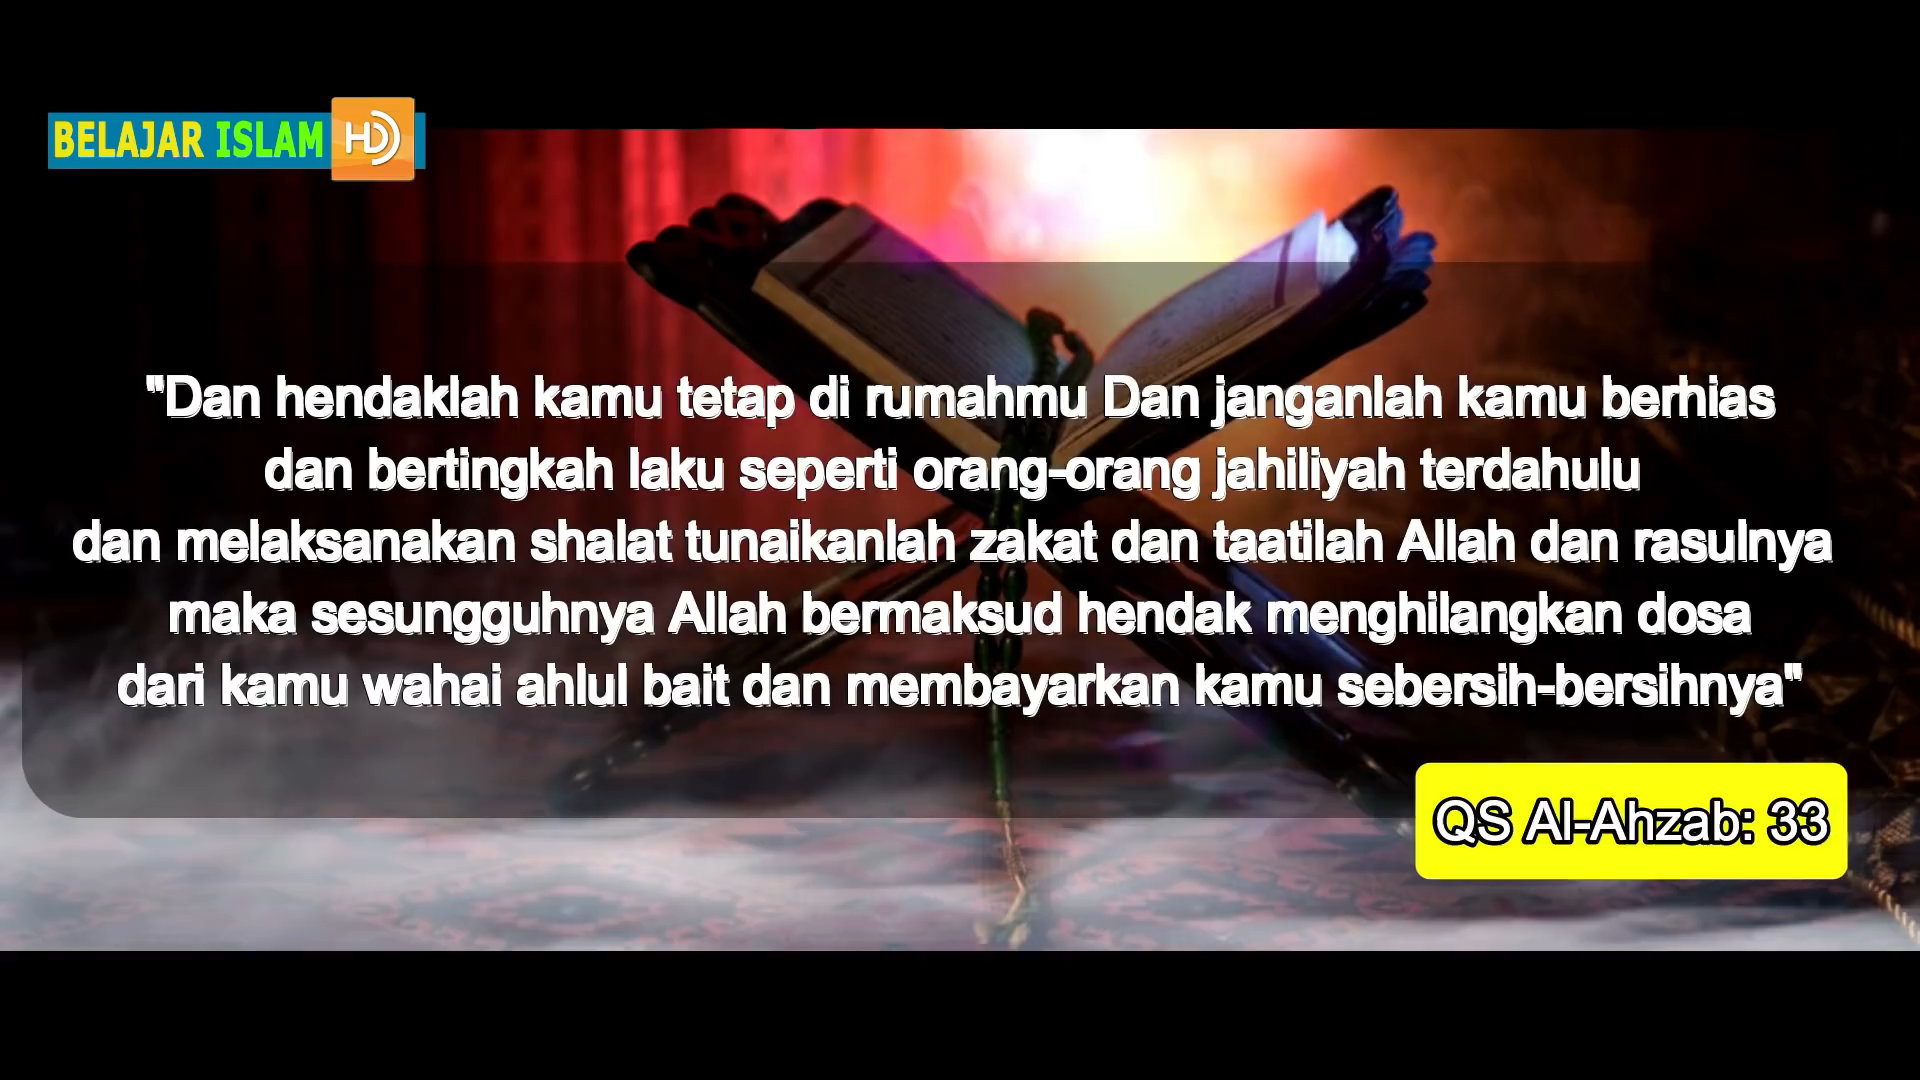 BELAJAR ISLAM HD
"Dan hendaklah kamu tetap di rumahmu Dan janganlah kamu berhias
dan bertingkah laku seperti orang-orang jahiliyah terdahulu
dan melaksanakan shalat tunaikanlah zakat dan taatilah Allah dan rasulnya
maka sesungguhnya Allah bermaksud hendak menghilangkan dosa
dari kamu wahai ahlul bait dan membayarkan kamu sebersih-bersihnya"
QS Al-Ahzab: 33